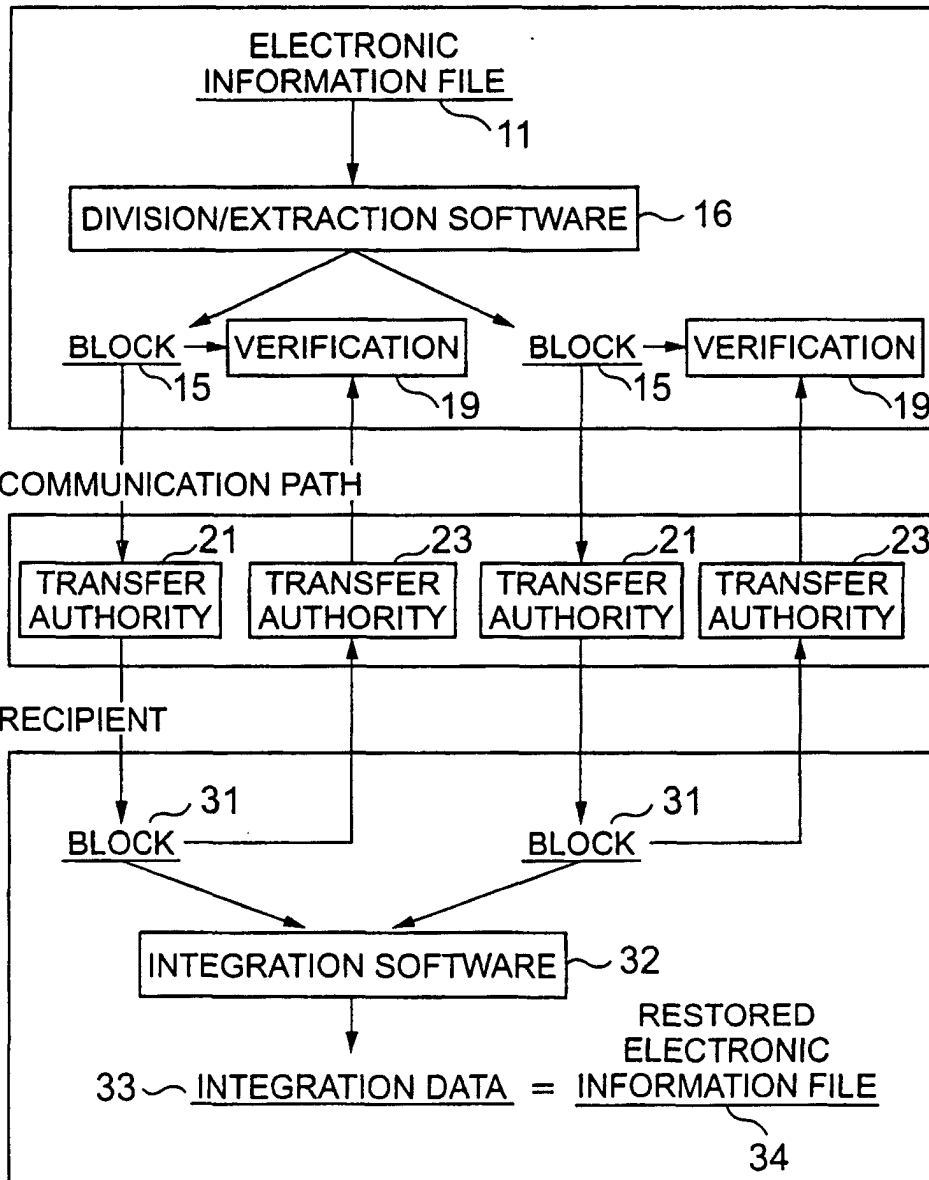 ELECTRONIC
INFORMATION FILE
11
DIVISION/EXTRACTION SOFTWARE
16
BLOCK
VERIFICATION
BLOCK
VERIFICATION
15
19
15
19
COMMUNICATION PATH
21
23
21
23
TRANSFER
AUTHORITY
TRANSFER
AUTHORITY
TRANSFER
AUTHORITY
TRANSFER
AUTHORITY
RECIPIENT
31
BLOCK
31
BLOCK
INTEGRATION SOFTWARE
32
33
INTEGRATION DATA
=
RESTORED
ELECTRONIC
INFORMATION FILE
34